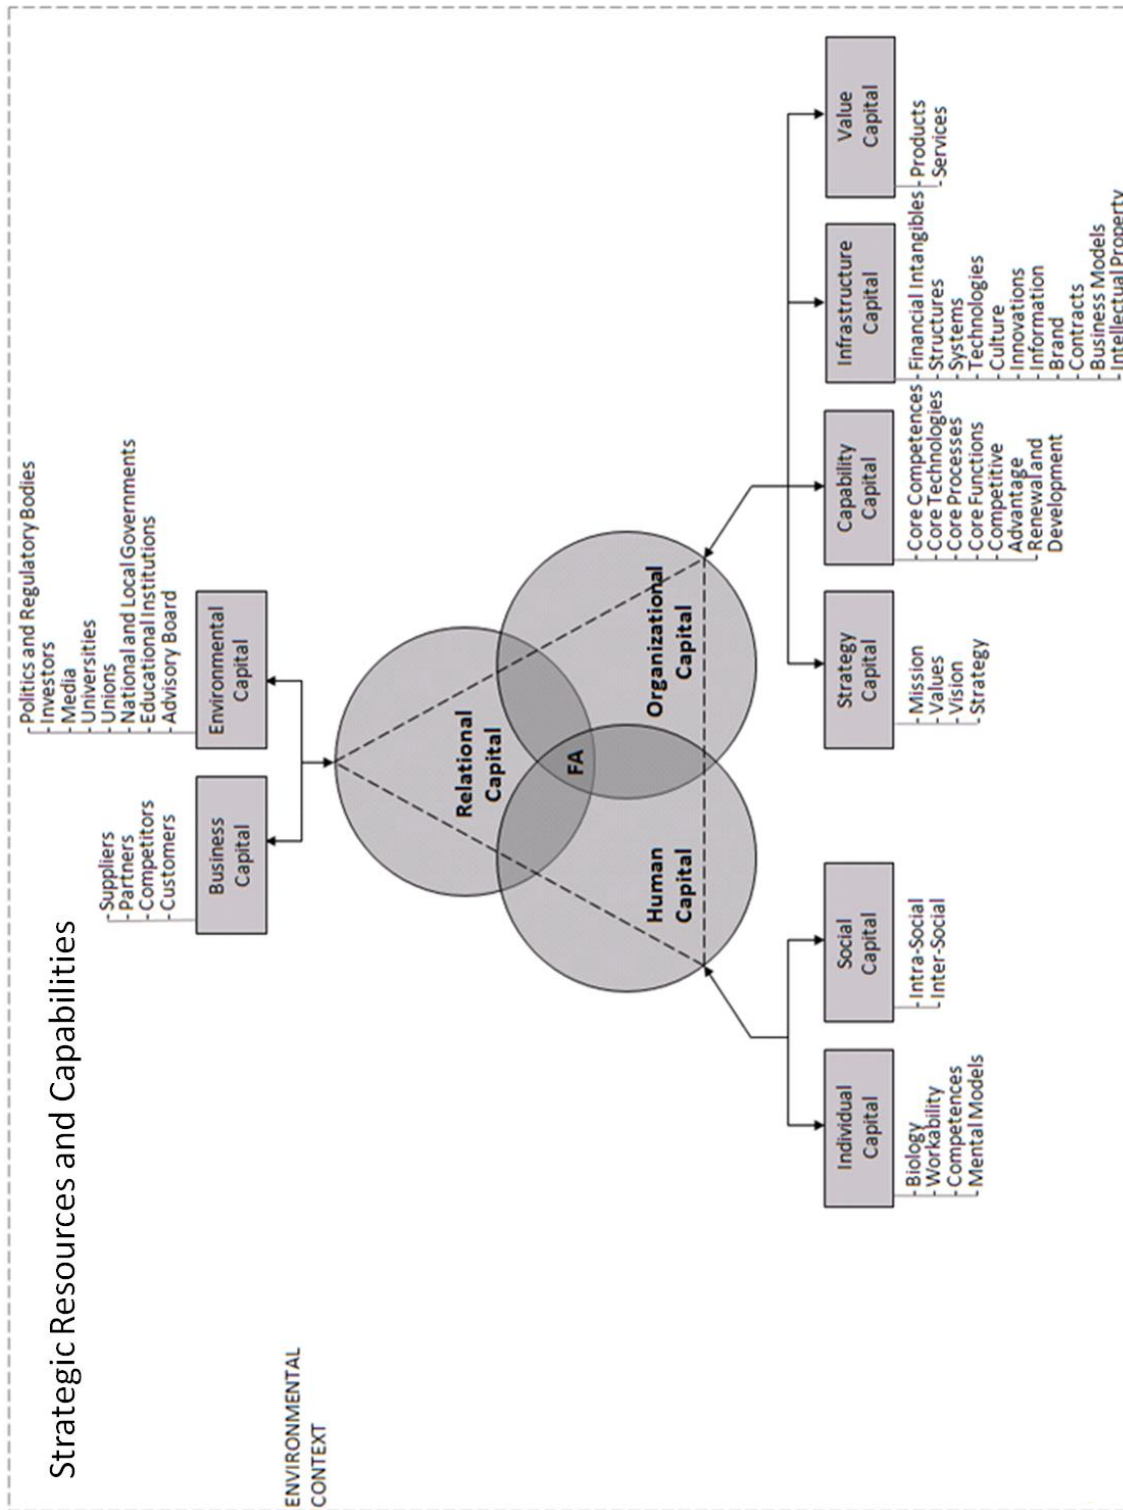 Strategic Resources and Capabilities
ENVIRONMENTAL
CONTEXT
- Suppliers
- Partners
- Competitors
- Customers
Business
Capital
- Politics and Regulatory Bodies
- Investors
- Media
- Universities
- Unions
- National and Local Governments
- Educational Institutions
- Advisory Board
Environmental
Capital
Relational
Capital
FA
Human
Capital
Organizational
Capital
Individual
Capital
- Biology
- Workability
- Competences
- Mental Models
Social
Capital
- Intra-Social
- Inter-Social
Strategy
Capital
- Mission
- Values
- Vision
- Strategy
Capability
Capital
- Core Competences
- Core Technologies
- Core Processes
- Core Functions
- Competitive
Advantage
- Renewal and
Development
Infrastructure
Capital
- Financial Intangibles
- Structures
- Systems
- Technologies
- Culture
- Innovations
- Information
- Brand
- Contracts
- Business Models
- Intellectual Property
Value
Capital
- Products
- Services